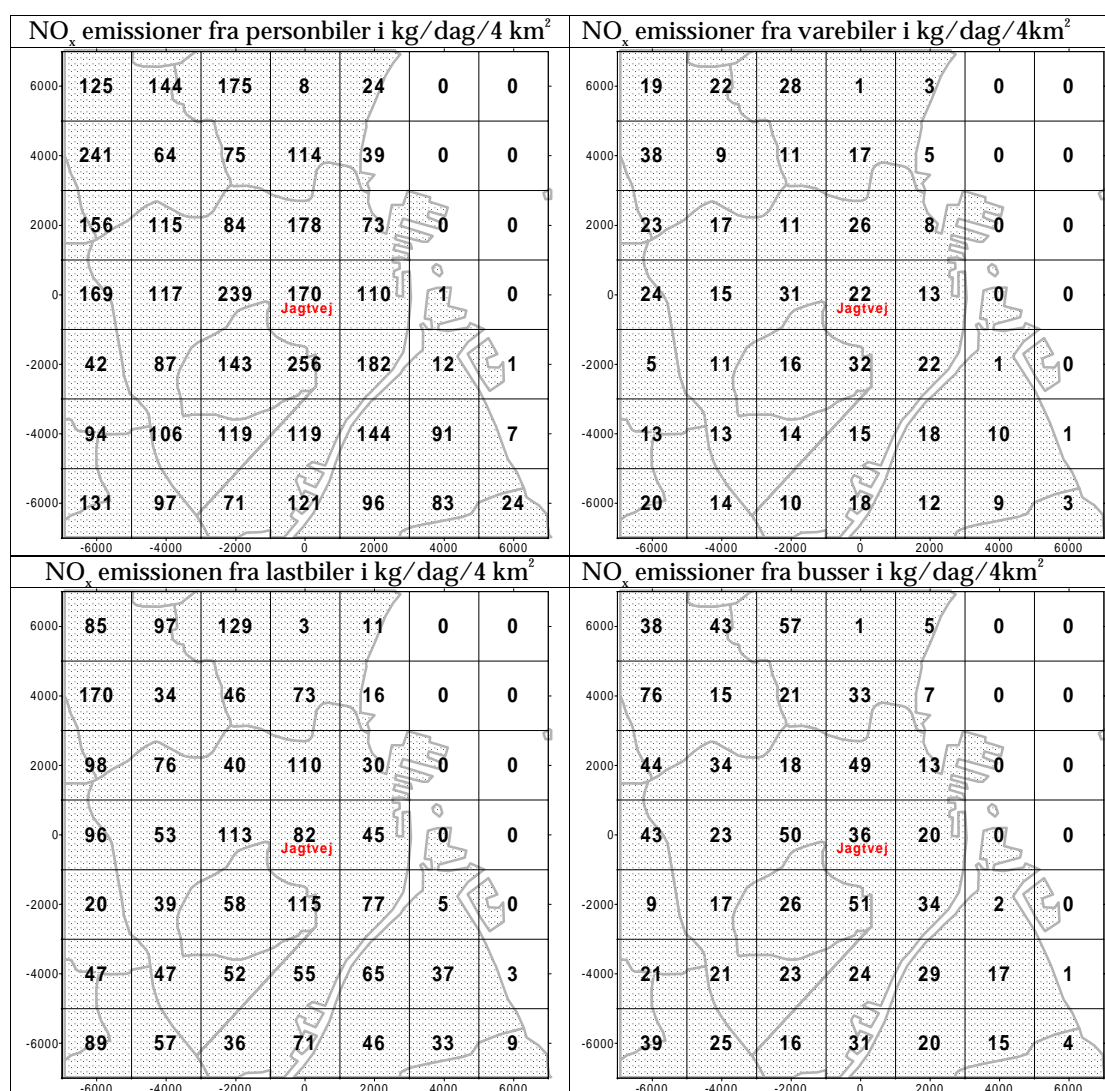 NOx emissioner fra personbiler i kg/dag/4 km²
6000 125 144 175 8 24 0 0
4000 241 64 75 114 39 0 0
2000 156 115 84 178 73 0 0
0 169 117 239 170 110 1 0
Jagtvej
-2000 42 87 143 256 182 12 1
-4000 94 106 119 119 144 91 7
-6000 131 97 71 121 96 83 24
-6000 -4000 -2000 0 2000 4000 6000
NOx emissioner fra varebiler i kg/dag/4km²
6000 19 22 28 1 3 0 0
4000 38 9 11 17 5 0 0
2000 23 17 11 26 8 0 0
0 24 15 31 22 13 0 0
Jagtvej
-2000 5 11 16 32 22 1 0
-4000 13 13 14 15 18 10 1
-6000 20 14 10 18 12 9 3
-6000 -4000 -2000 0 2000 4000 6000
NOx emissionen fra lastbiler i kg/dag/4 km²
6000 85 97 129 3 11 0 0
4000 170 34 46 73 16 0 0
2000 98 76 40 110 30 0 0
0 96 53 113 82 45 0 0
Jagtvej
-2000 20 39 58 115 77 5 0
-4000 47 47 52 55 65 37 3
-6000 89 57 36 71 46 33 9
-6000 -4000 -2000 0 2000 4000 6000
NOx emissioner fra busser i kg/dag/4km²
6000 38 43 57 1 5 0 0
4000 76 15 21 33 7 0 0
2000 44 34 18 49 13 0 0
0 43 23 50 36 20 0 0
Jagtvej
-2000 9 17 26 51 34 2 0
-4000 21 21 23 24 29 17 1
-6000 39 25 16 31 20 15 4
-6000 -4000 -2000 0 2000 4000 6000